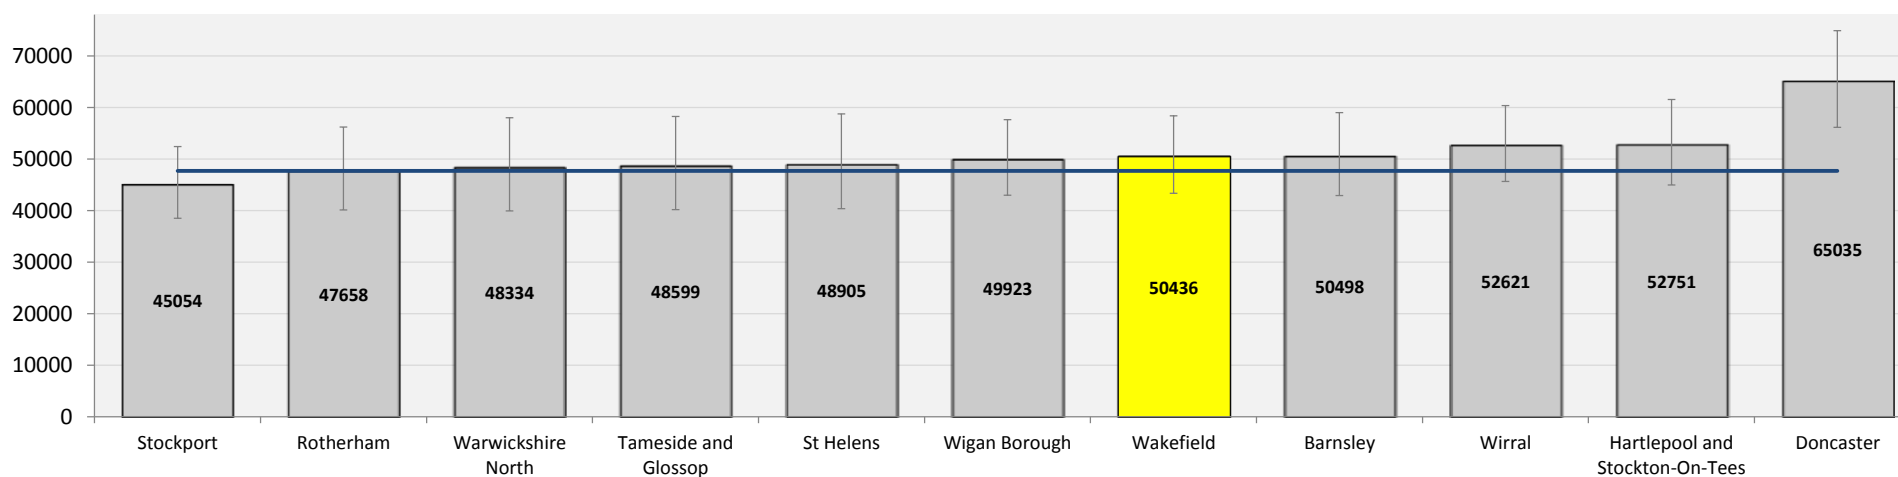 70000
60000
50000
40000
30000
20000
10000
0
45054
47658
48334
48599
48905
49923
50436
50498
52621
52751
65035
Stockport
Rotherham
Warwickshire
North
Tameside and
Glossop
St Helens
Wigan Borough
Wakefield
Barnsley
Wirral
Hartlepool and
Stockton-On-Tees
Doncaster